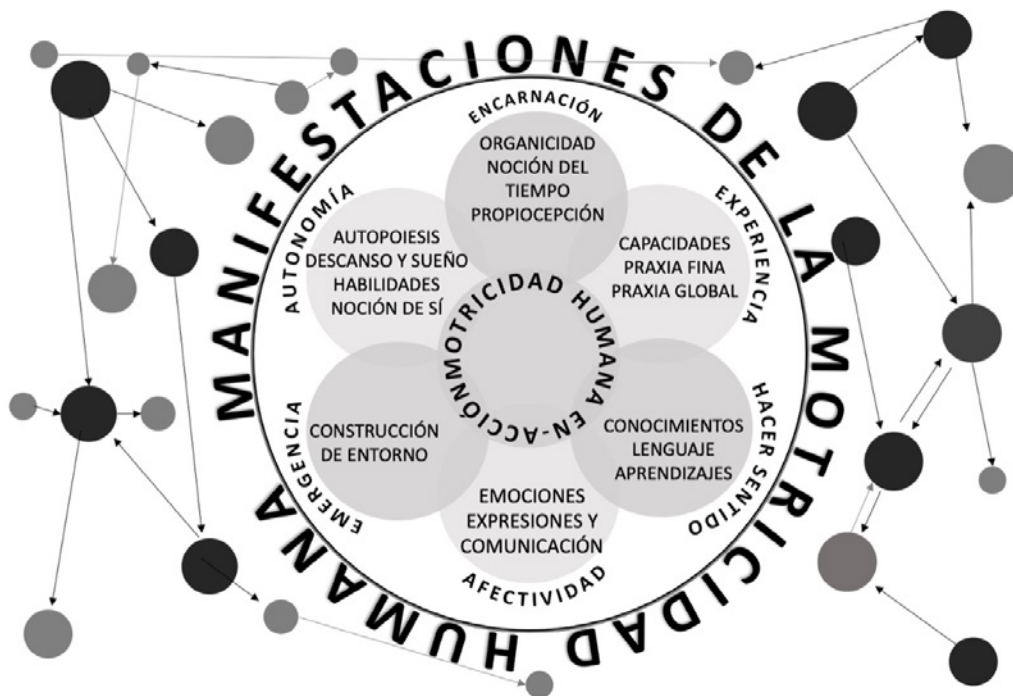 MANIFESTACIONES DE LA MOTRICIDAD HUMANA
ENCARNACIÓN
ORGANICIDAD
NOCIÓN DEL
TIEMPO
PROPIOCEPCIÓN
EXPERIENCIA
CAPACIDADES
PRAXIA FINA
PRAXIA GLOBAL
HACER SENTIDO
CONOCIMIENTOS
LENGUAJE
APRENDIZAJES
AFECTIVIDAD
EMOCIONES
EXPRESIONES Y
COMUNICACIÓN
EMERGENCIA
CONSTRUCCIÓN
DE ENTORNO
AUTONOMÍA
AUTOPOIESIS
DESCANSO Y SUEÑO
HABILIDADES
NOCIÓN DE SÍ
MOTRICIDAD HUMANA EN-ACCIÓN